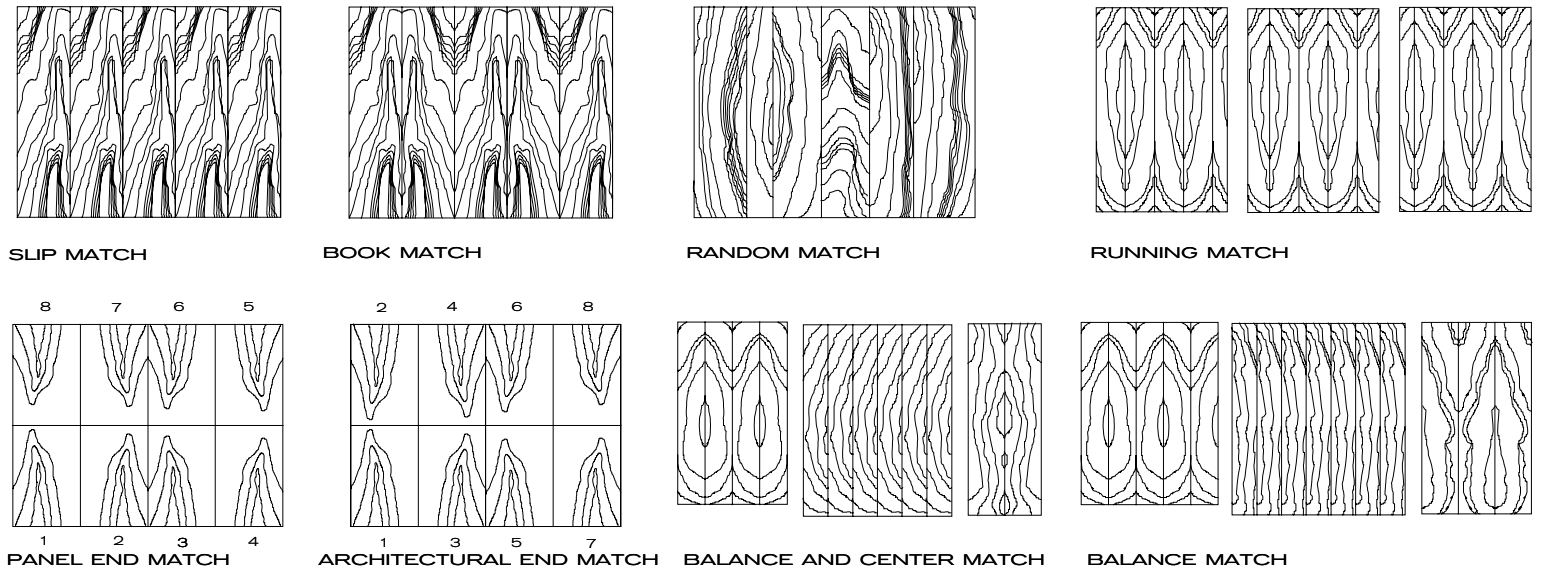 SLIP MATCH
BOOK MATCH
RANDOM MATCH
RUNNING MATCH
8 7 6 5
1 2 3 4
PANEL END MATCH
2 4 6 8
1 3 5 7
ARCHITECTURAL END MATCH
BALANCE AND CENTER MATCH
BALANCE MATCH